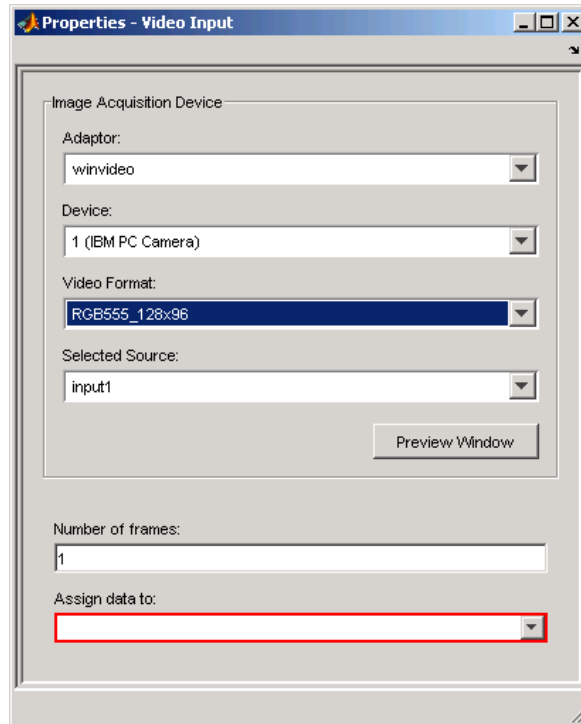 Properties - Video Input
Image Acquisition Device
Adaptor:
winvideo
Device:
1 (IBM PC Camera)
Video Format:
RGB555_128x96
Selected Source:
input1
Preview Window
Number of frames:
1
Assign data to: